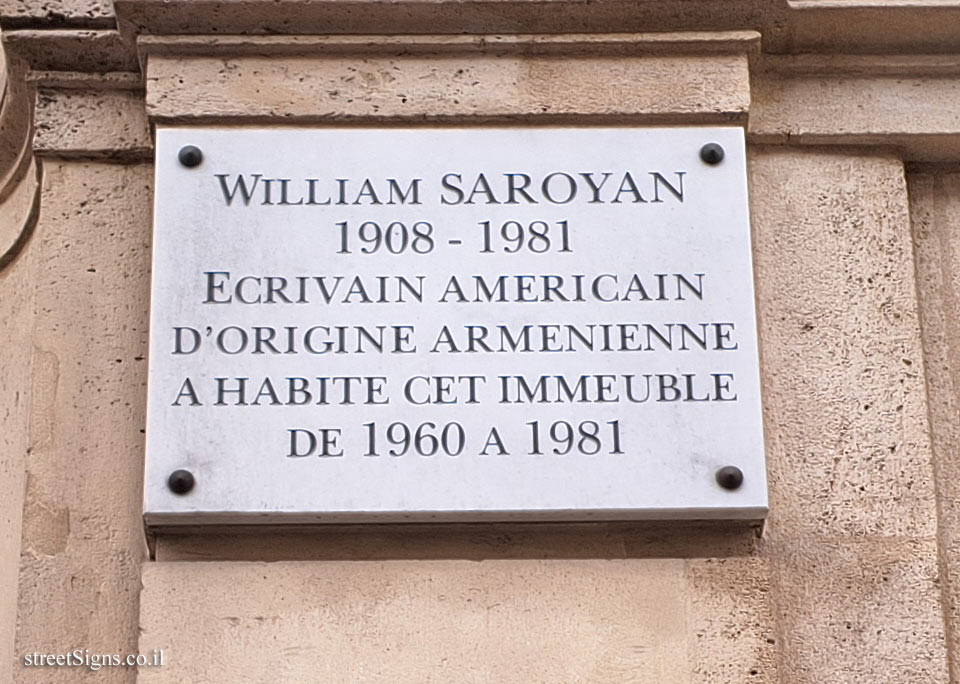 WILLIAM SAROYAN
1908 - 1981
ECRIVAIN AMERICAIN
D'ORIGINE ARMENIENNE
A HABITE CET IMMEUBLE
DE 1960 A 1981
streetSigns.co.il